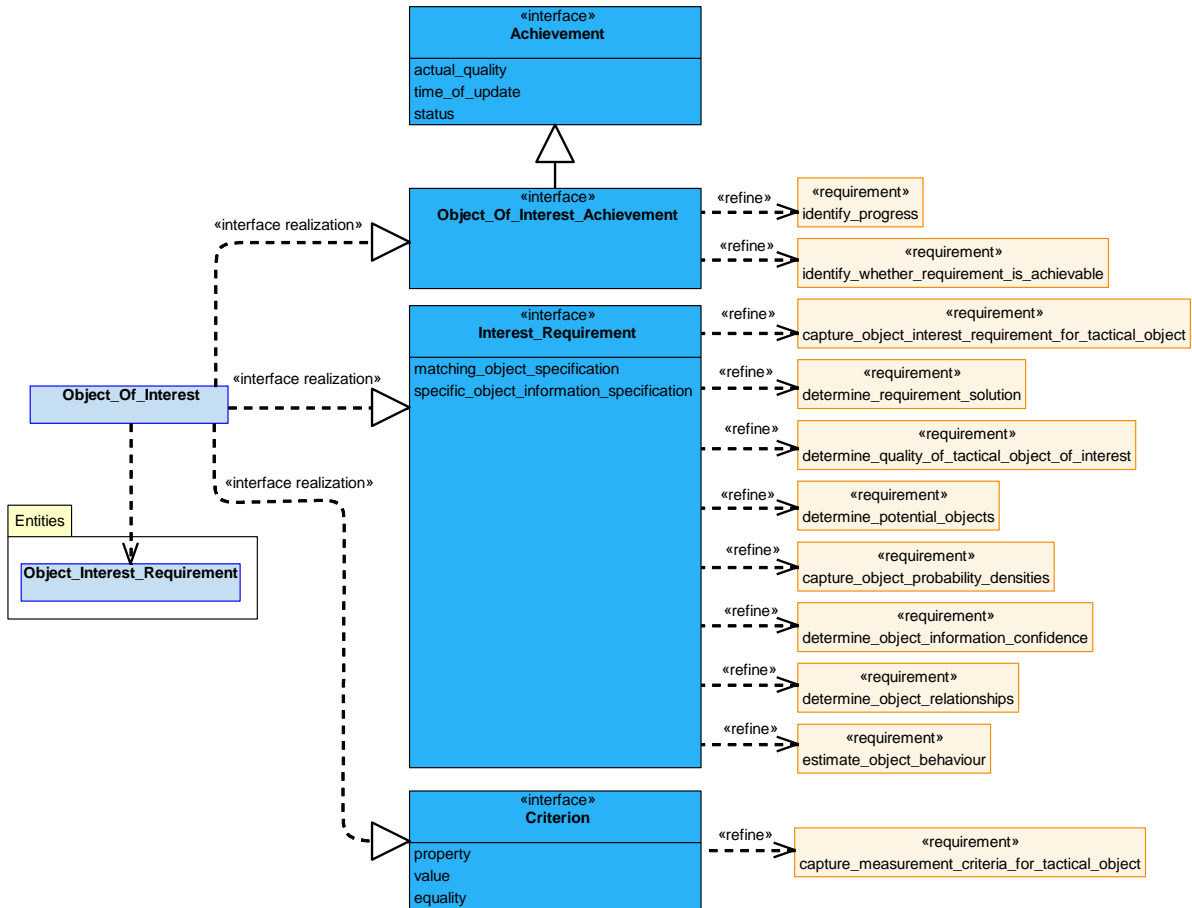 «interface»
Achievement
actual_quality
time_of_update
status
«interface»
Object_Of_Interest_Achievement
«refine»
«requirement»
identify_progress
«interface realization»
«refine»
«requirement»
identify_whether_requirement_is_achievable
«interface»
Interest_Requirement
matching_object_specification
specific_object_information_specification
«refine»
«requirement»
capture_object_interest_requirement_for_tactical_object
«refine»
«requirement»
determine_requirement_solution
«interface realization»
Object_Of_Interest
«refine»
«requirement»
determine_quality_of_tactical_object_of_interest
«interface realization»
«refine»
«requirement»
determine_potential_objects
Entities
Object_Interest_Requirement
«refine»
«requirement»
capture_object_probability_densities
«refine»
«requirement»
determine_object_information_confidence
«refine»
«requirement»
determine_object_relationships
«refine»
«requirement»
estimate_object_behaviour
«interface»
Criterion
property
value
equality
«refine»
«requirement»
capture_measurement_criteria_for_tactical_object